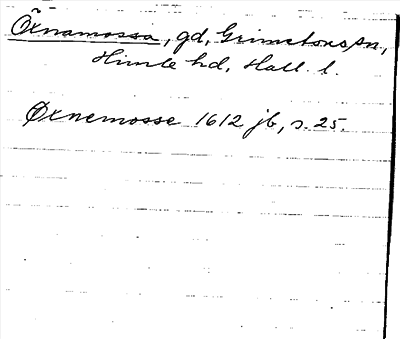 Öxnamossa, gd, Grimetons sn,
Himle hd, Hall. l.
Øxnemosse 1612 jb, s. 25.